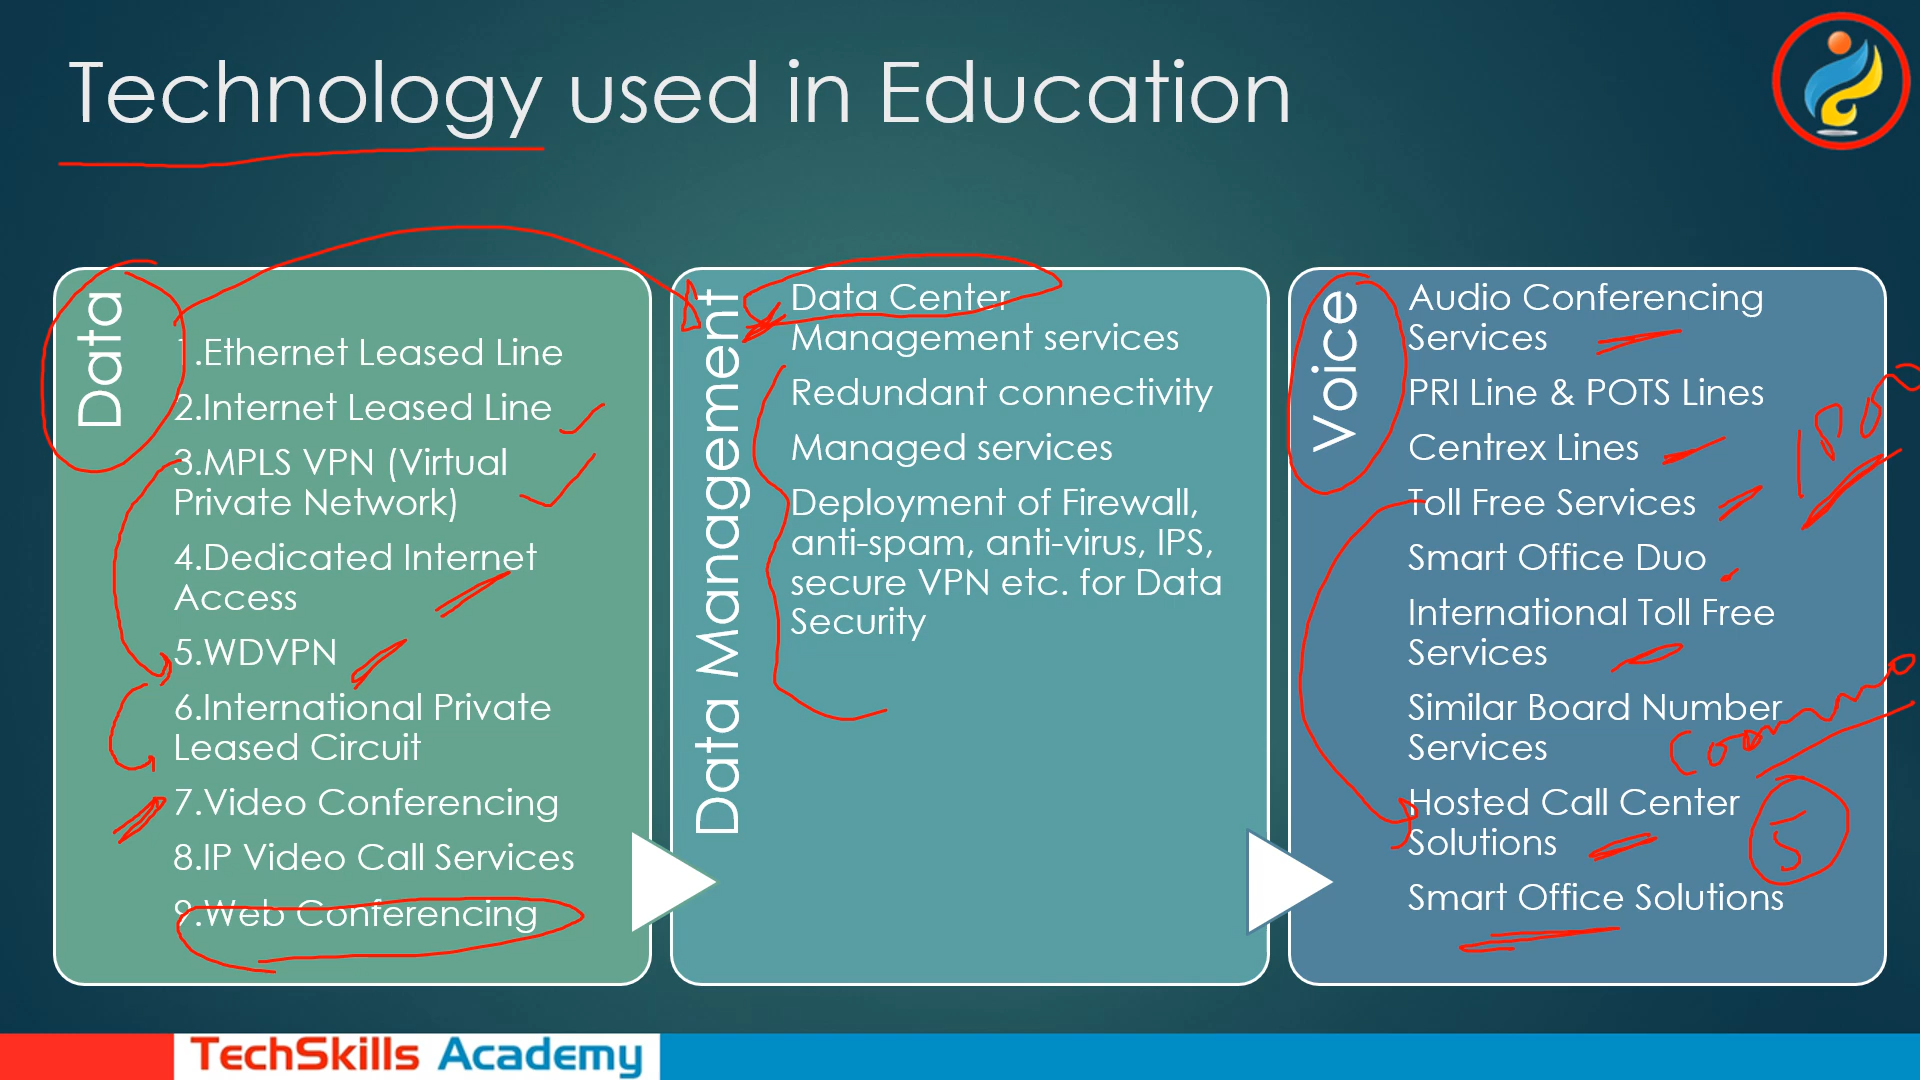 Technology used in Education
Data
1.Ethernet Leased Line
2.Internet Leased Line
3.MPLS VPN (Virtual
Private Network)
4.Dedicated Internet
Access
5.WDVPN
6.International Private
Leased Circuit
7.Video Conferencing
8.IP Video Call Services
9.Web Conferencing
Data Management
Data Center
Management services
Redundant connectivity
Managed services
Deployment of Firewall,
anti-spam, anti-virus, IPS,
secure VPN etc. for Data
Security
Voice
Audio Conferencing
Services
PRI Line & POTS Lines
Centrex Lines
Toll Free Services
1800
Smart Office Duo
International Toll Free
Services
Similar Board Number
Services
Hosted Call Center
Solutions
5
Smart Office Solutions
TechSkills Academy